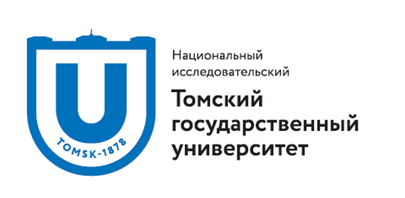 U
TOMSK-1878
Национальный
исследовательский
Томский
государственный
университет